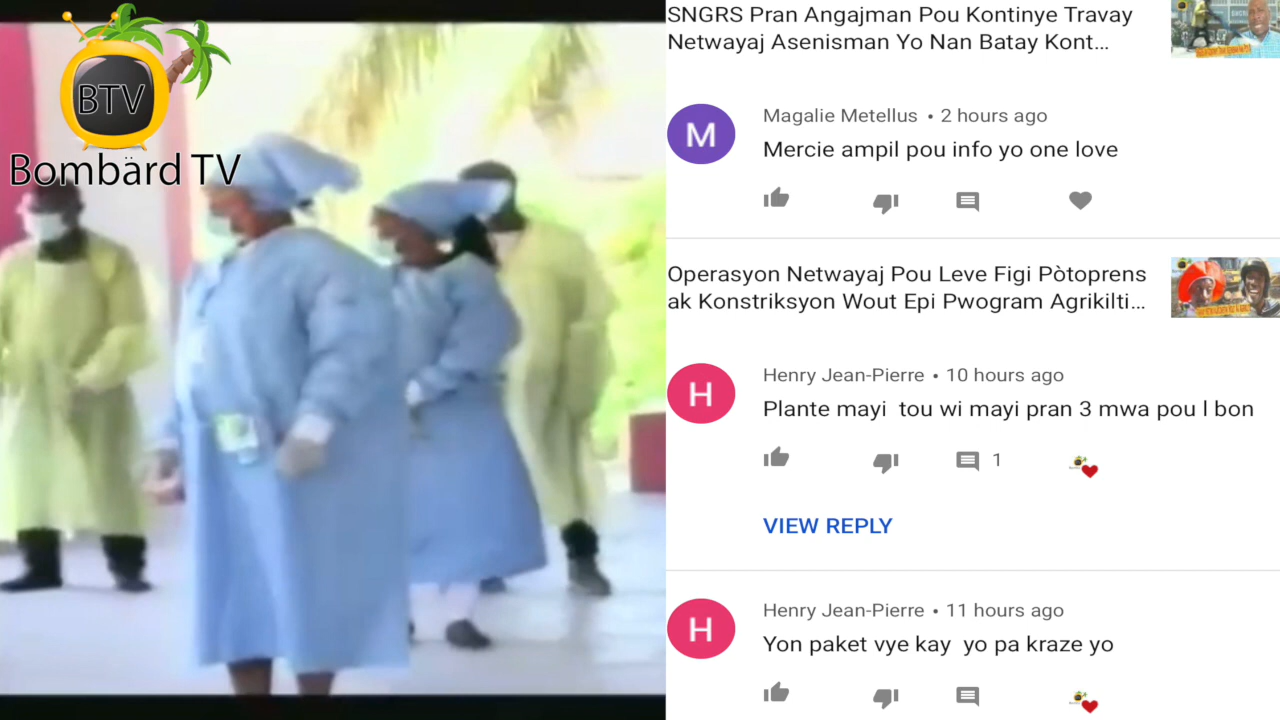 BTV
Bombärd TV
SNGRS Pran Angajman Pou Kontinye Travay
Netwayaj Asenisman Yo Nan Batay Kont...
M
Magalie Metellus • 2 hours ago
Mercie ampil pou info yo one love
Operasyon Netwayaj Pou Leve Figi Pòtoprens
ak Konstriksyon Wout Epi Pwogram Agrikilti...
H
Henry Jean-Pierre • 10 hours ago
Plante mayi tou wi mayi pran 3 mwa pou l bon
1
VIEW REPLY
H
Henry Jean-Pierre • 11 hours ago
Yon paket vye kay yo pa kraze yo